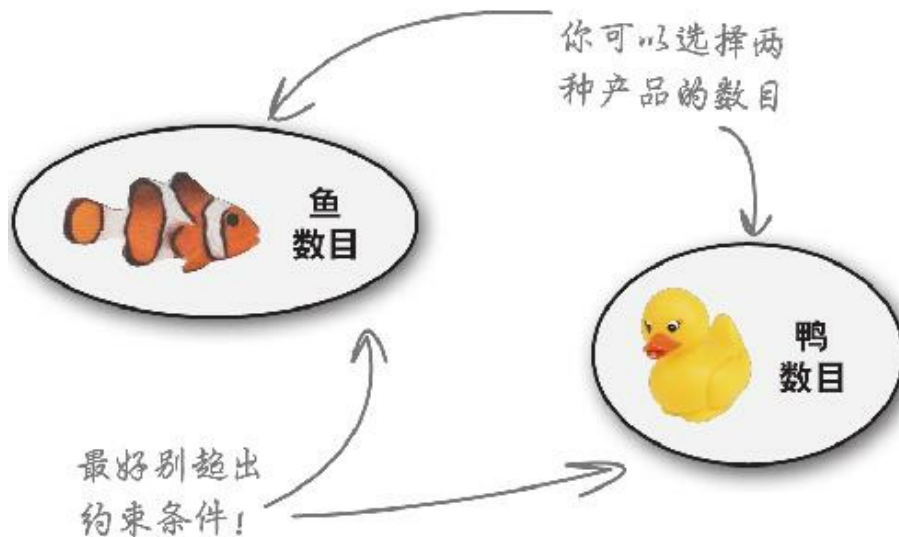 你可以选择两
种产品的数目
鱼
数目
鸭
数目
最好别超出
约束条件！